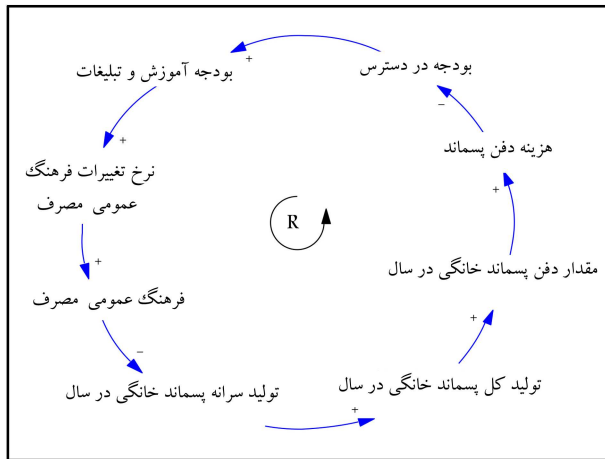 بودجه در دسترس
+
بودجه آموزش و تبلیغات
+
نرخ تغییرات فرهنگ
عمومی مصرف
+
فرهنگ عمومی مصرف
−
تولید سرانه پسماند خانگی در سال
+
تولید کل پسماند خانگی در سال
+
مقدار دفن پسماند خانگی در سال
+
هزینه دفن پسماند
−
R